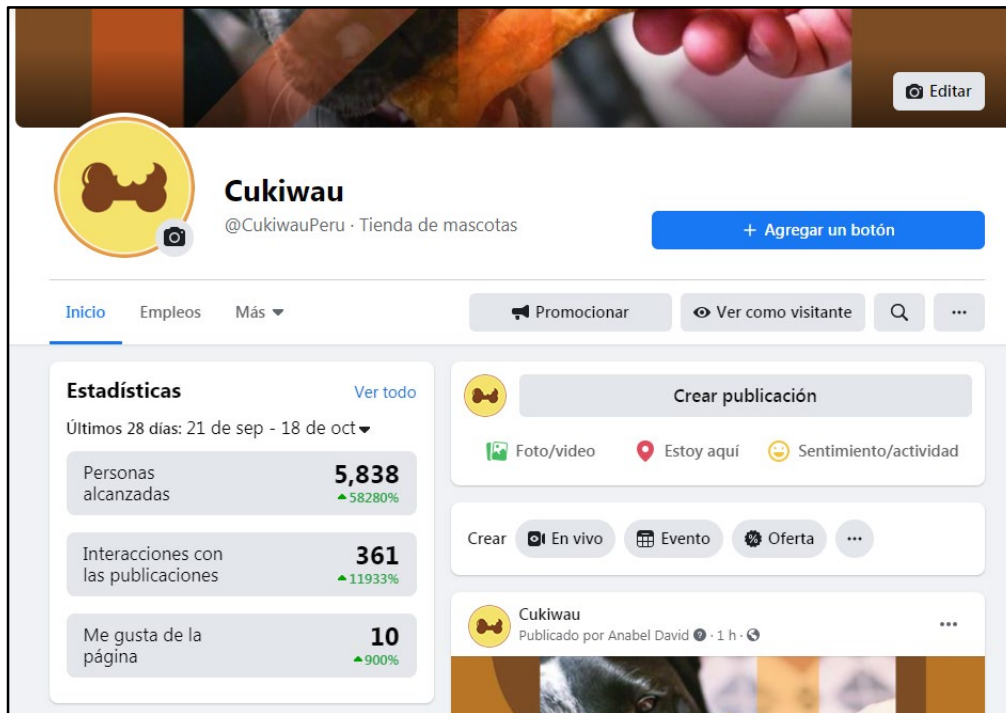 Editar
Cukiwau
@CukiwauPeru · Tienda de mascotas
+ Agregar un botón
Inicio
Empleos
Más
Promocionar
Ver como visitante
Estadísticas
Ver todo
Últimos 28 días: 21 de sep - 18 de oct
Personas
alcanzadas
5,838
58280%
Interacciones con
las publicaciones
361
11933%
Me gusta de la
página
10
900%
Crear publicación
Foto/video
Estoy aquí
Sentimiento/actividad
Crear
En vivo
Evento
Oferta
Cukiwau
Publicado por Anabel David · 1 h ·